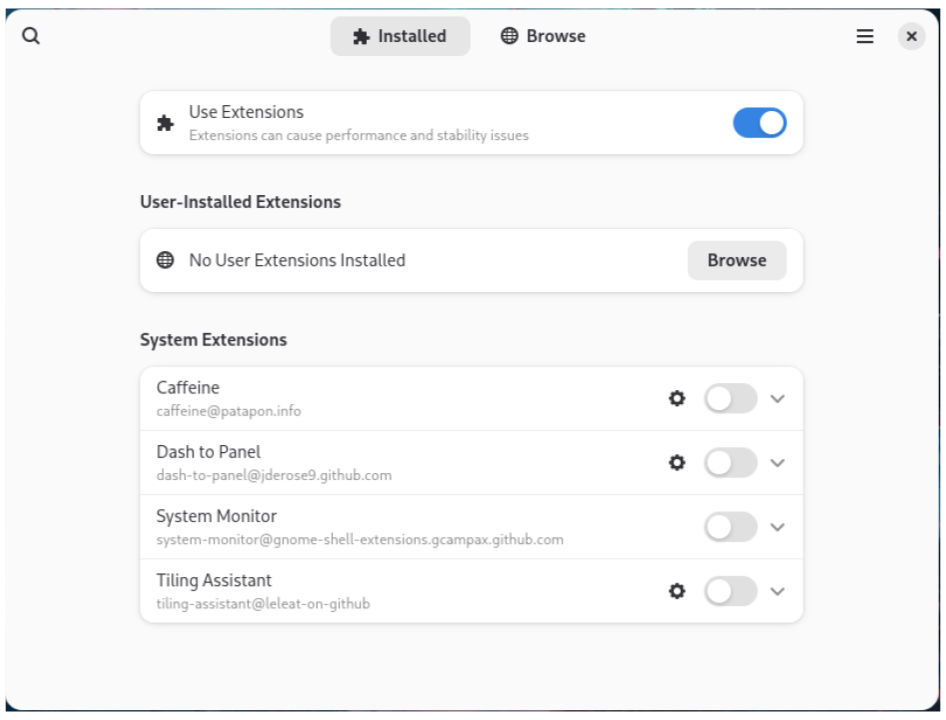 Installed
Browse
Use Extensions
Extensions can cause performance and stability issues
User-Installed Extensions
No User Extensions Installed
Browse
System Extensions
Caffeine
caffeine@patapon.info
Dash to Panel
dash-to-panel@jderose9.github.com
System Monitor
system-monitor@gnome-shell-extensions.gcampax.github.com
Tiling Assistant
tiling-assistant@leleat-on-github